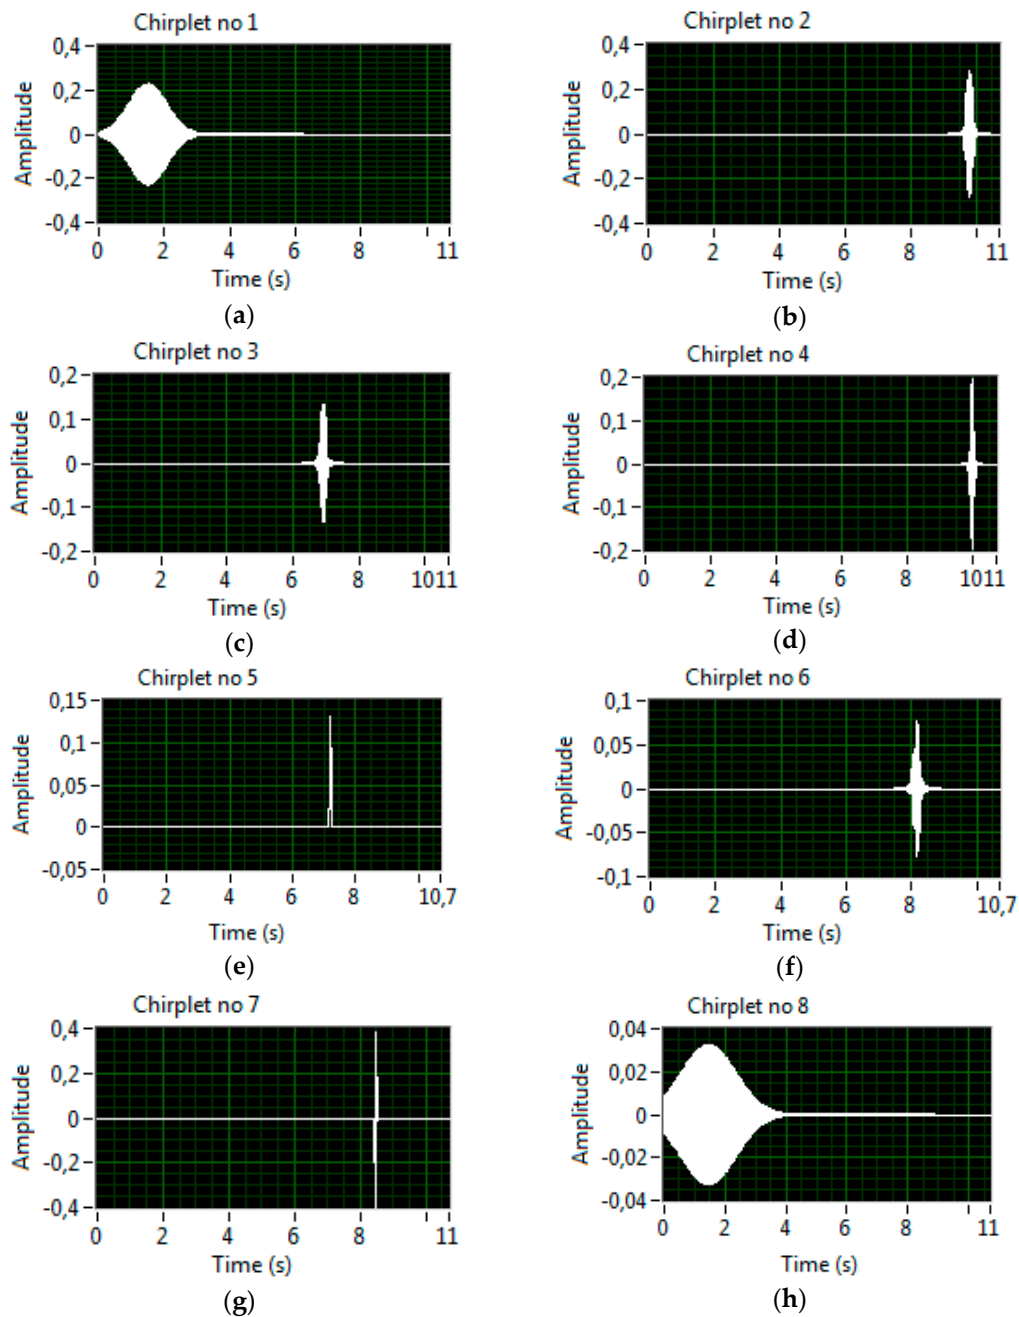 Chirplet no 1
0,4
0,2
0
-0,2
-0,4
Amplitude
0 2 4 6 8 11
Time (s)
(a)
Chirplet no 2
0,4
0,2
0
-0,2
-0,4
Amplitude
0 2 4 6 8 11
Time (s)
(b)
Chirplet no 3
0,2
0,1
0
-0,1
-0,2
Amplitude
0 2 4 6 8 1011
Time (s)
(c)
Chirplet no 4
0,2
0,1
0
-0,1
-0,2
Amplitude
0 2 4 6 8 1011
Time (s)
(d)
Chirplet no 5
0,15
0,1
0,05
0
-0,05
Amplitude
0 2 4 6 8 10,7
Time (s)
(e)
Chirplet no 6
0,1
0,05
0
-0,05
-0,1
Amplitude
0 2 4 6 8 10,7
Time (s)
(f)
Chirplet no 7
0,4
0,2
0
-0,2
-0,4
Amplitude
0 2 4 6 8 11
Time (s)
(g)
Chirplet no 8
0,04
0,02
0
-0,02
-0,04
Amplitude
0 2 4 6 8 11
Time (s)
(h)